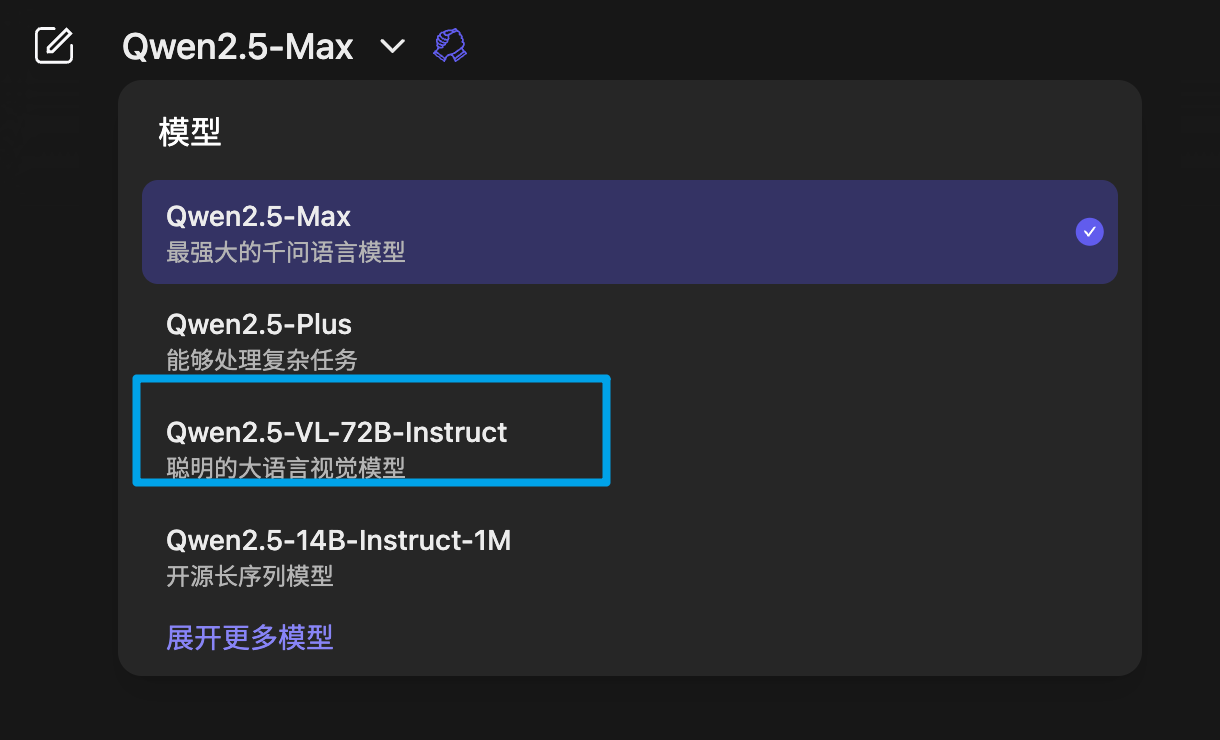 Qwen2.5-Max
模型
Qwen2.5-Max
最强大的千问语言模型
Qwen2.5-Plus
能够处理复杂任务
Qwen2.5-VL-72B-Instruct
聪明的大语言视觉模型
Qwen2.5-14B-Instruct-1M
开源长序列模型
展开更多模型